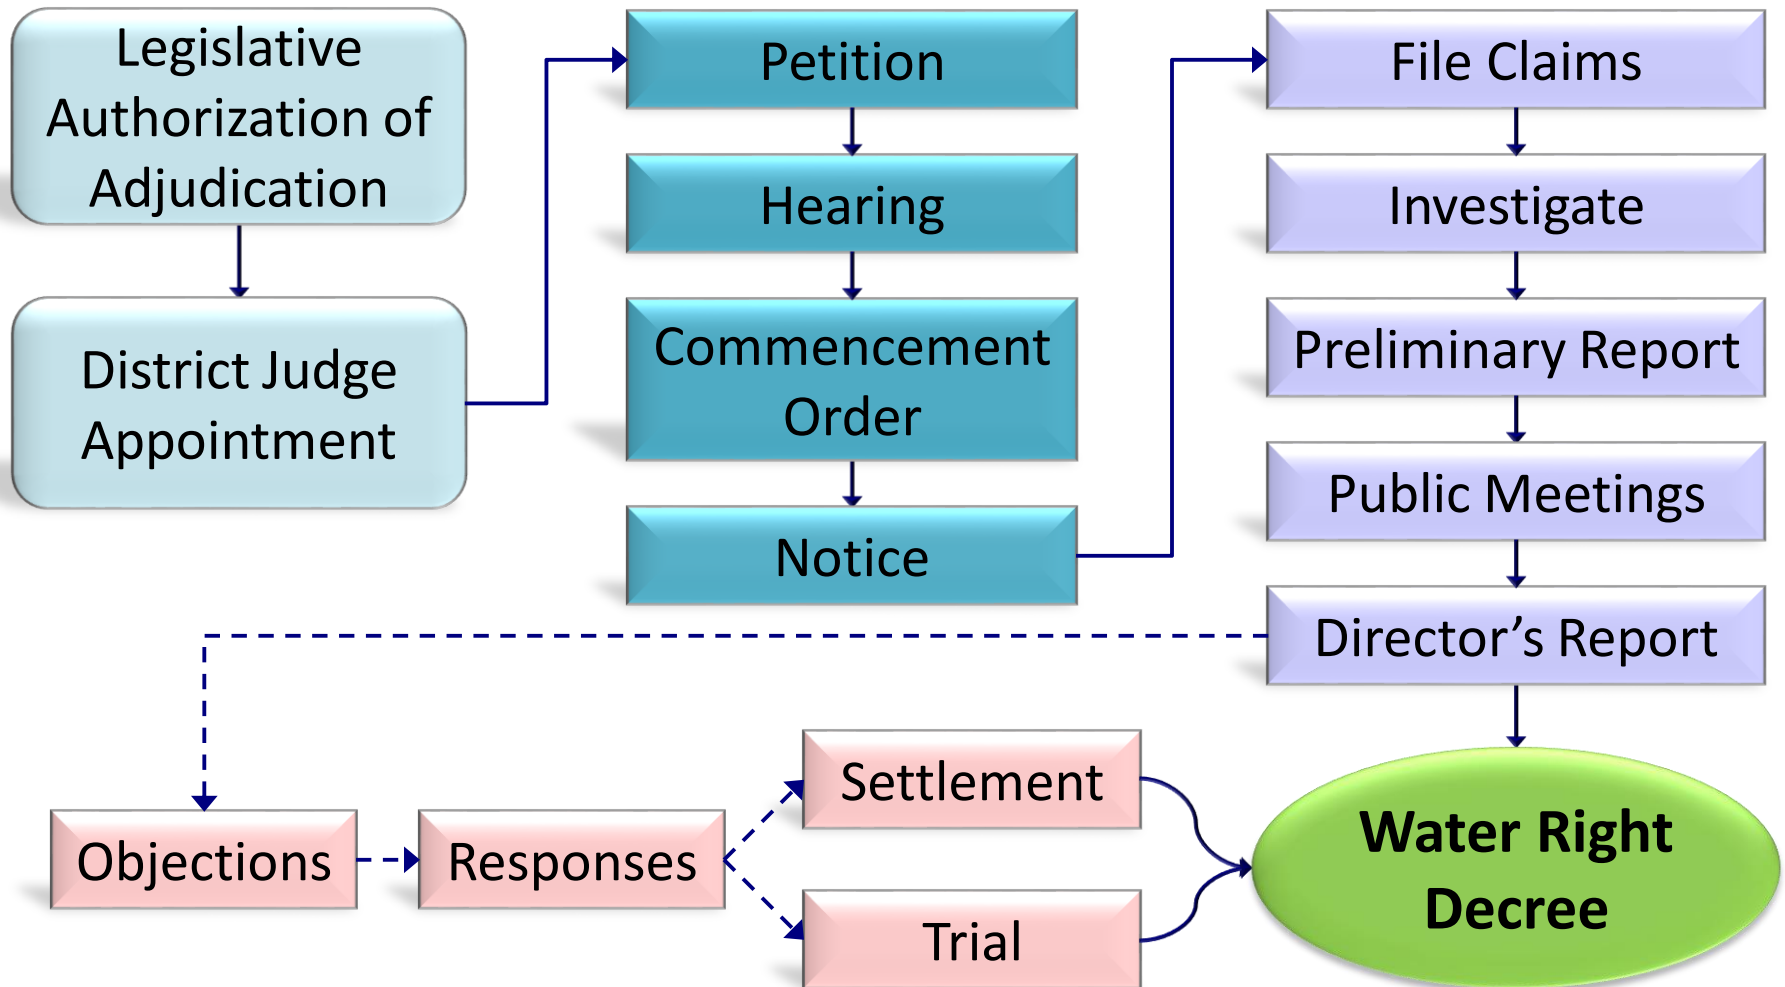 Legislative
Authorization of
Adjudication
District Judge
Appointment
Petition
Hearing
Commencement
Order
Notice
File Claims
Investigate
Preliminary Report
Public Meetings
Director’s Report
Objections
Responses
Settlement
Trial
Water Right
Decree